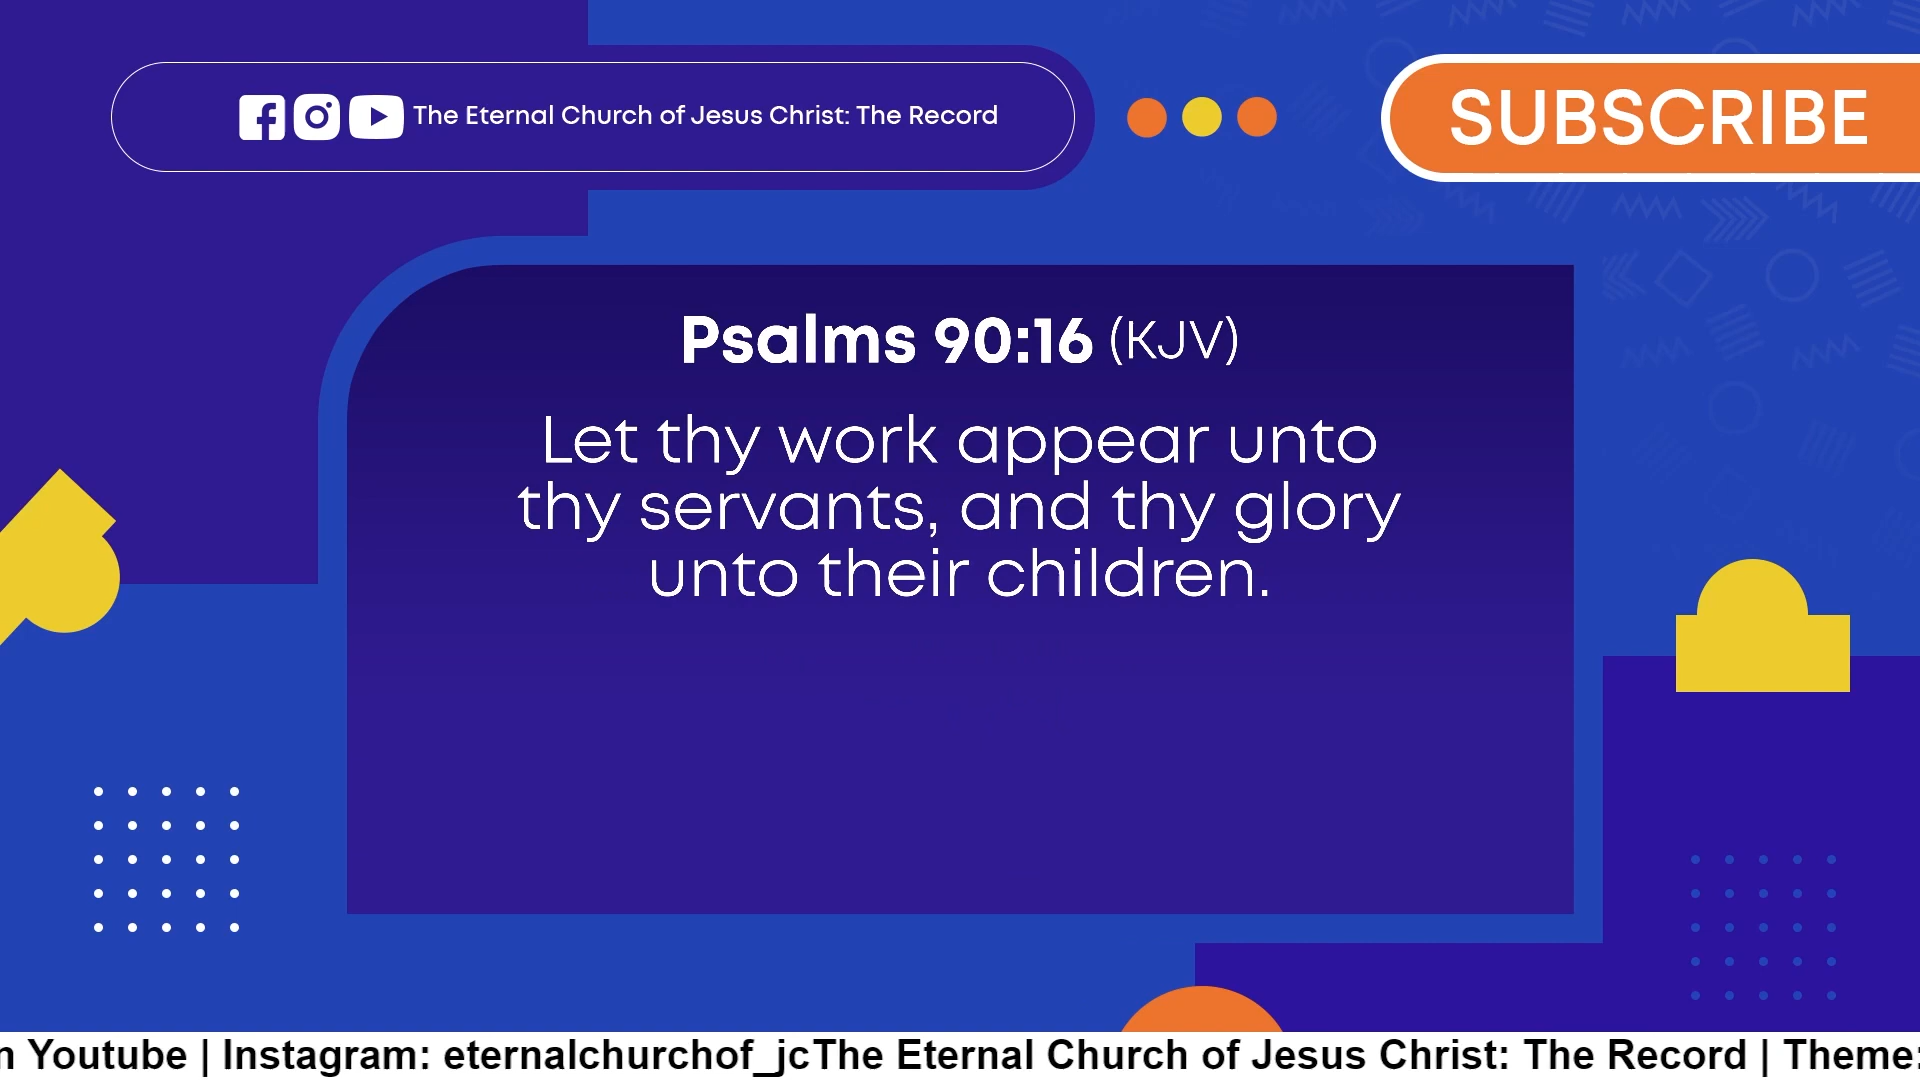 The Eternal Church of Jesus Christ: The Record
SUBSCRIBE
Psalms 90:16 (KJV)
Let thy work appear unto
thy servants, and thy glory
unto their children.
n Youtube | Instagram: eternalchurchof_jcThe Eternal Church of Jesus Christ: The Record | Theme: